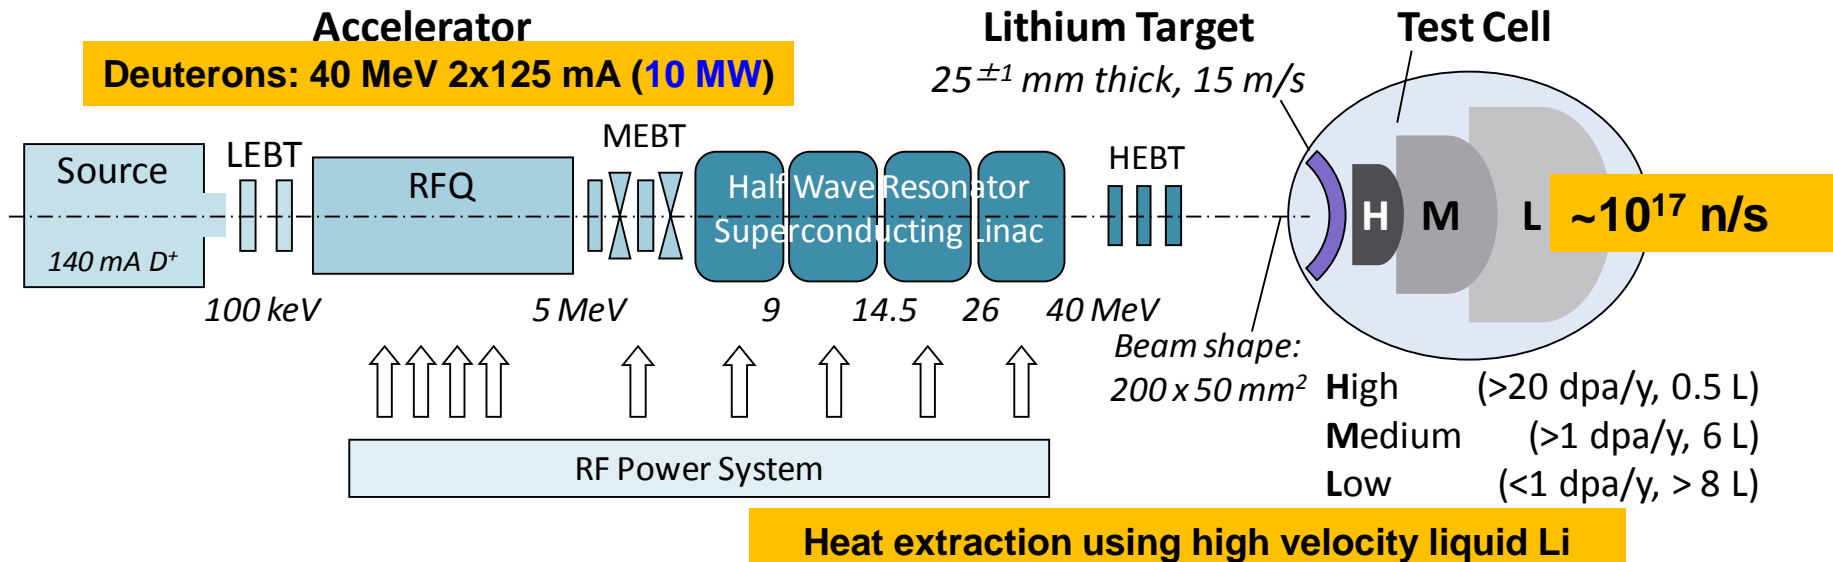 Accelerator
Deuterons: 40 MeV 2x125 mA (10 MW)
Lithium Target
25±1 mm thick, 15 m/s
Test Cell
Source
140 mA D+
LEBT
RFQ
MEBT
Half Wave Resonator
Superconducting Linac
HEBT
H M L
~10¹⁷ n/s
100 keV 5 MeV 9 14.5 26 40 MeV
Beam shape:
200 x 50 mm²
High (>20 dpa/y, 0.5 L)
Medium (>1 dpa/y, 6 L)
Low (<1 dpa/y, > 8 L)
RF Power System
Heat extraction using high velocity liquid Li